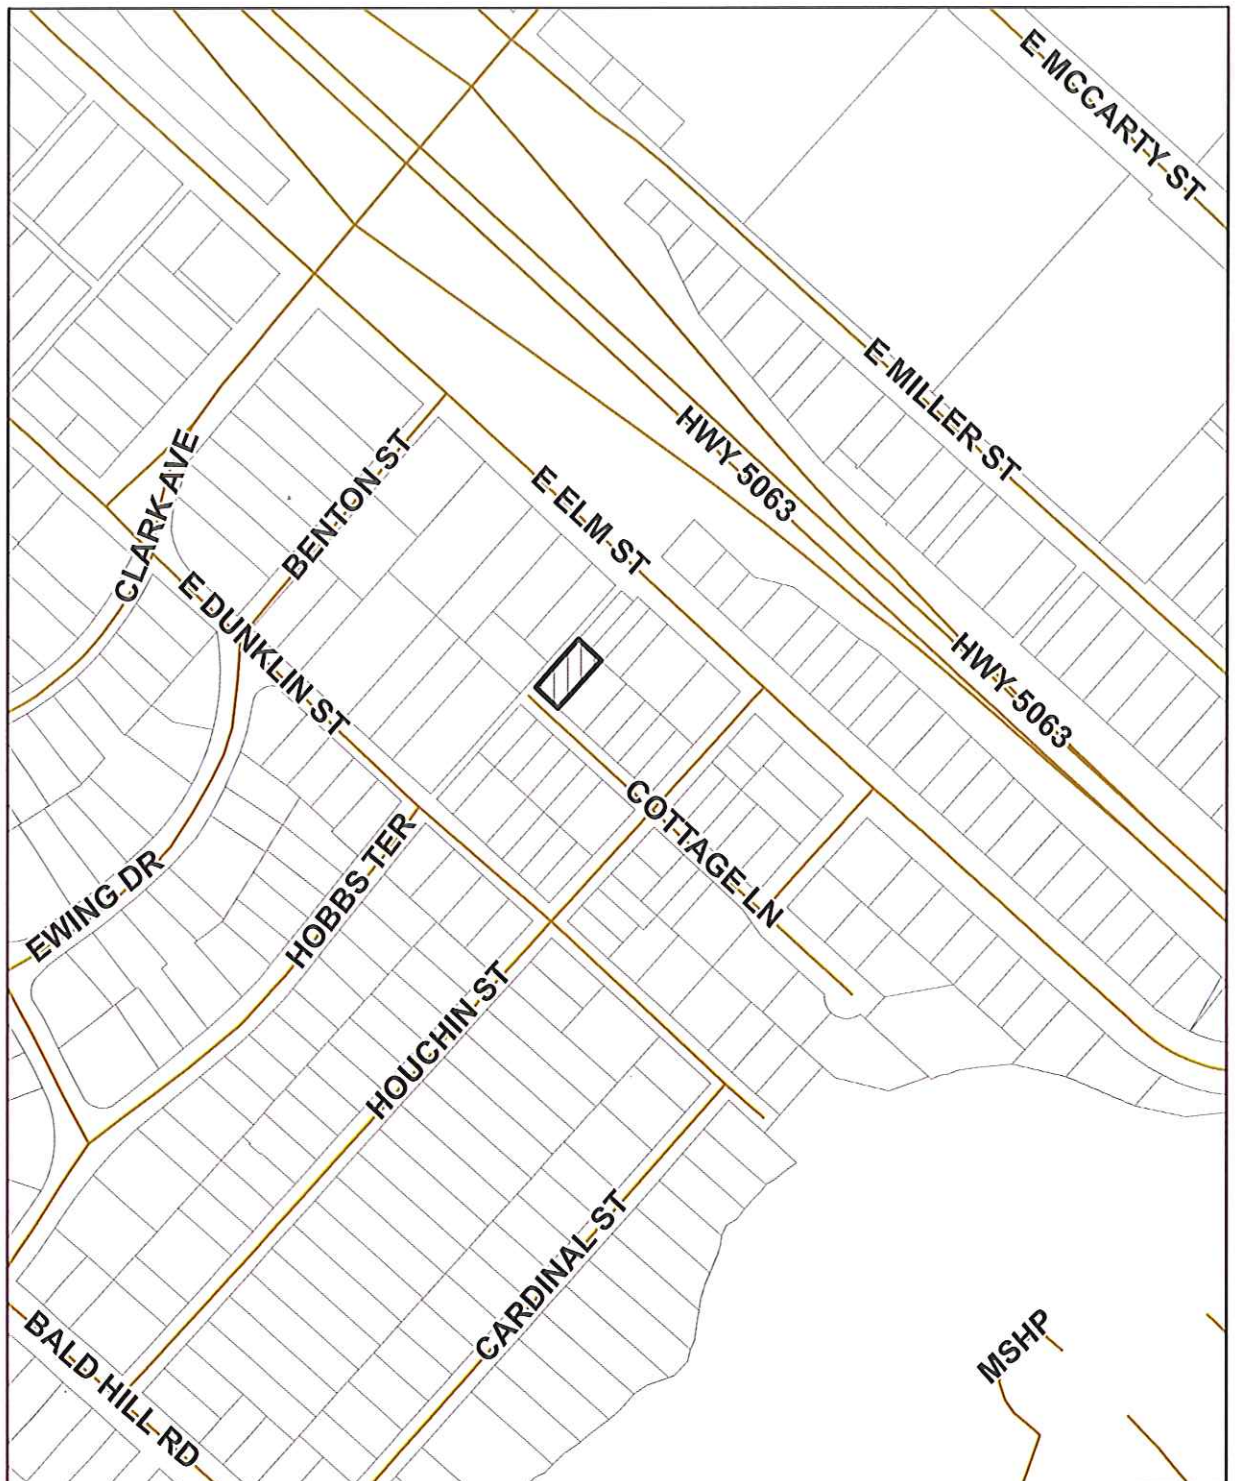 E MCCARTY ST
E MILLER ST
HWY 5063
E ELM ST
BENTON ST
CLARK AVE
E DUNKLIN ST
HWY 5063
COTTAGE LN
HOBBS TER
EWING DR
HOUCHIN ST
CARDINAL ST
BALD HILL RD
MSHP